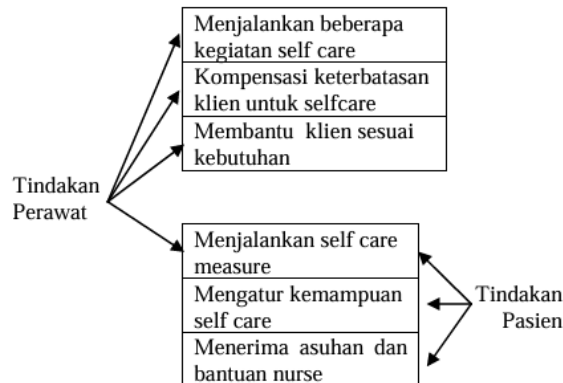 Menjalankan beberapa
kegiatan self care
Kompensasi keterbatasan
klien untuk selfcare
Membantu klien sesuai
kebutuhan
Tindakan
Perawat
Menjalankan self care
measure
Mengatur kemampuan
self care
Menerima asuhan dan
bantuan nurse
Tindakan
Pasien